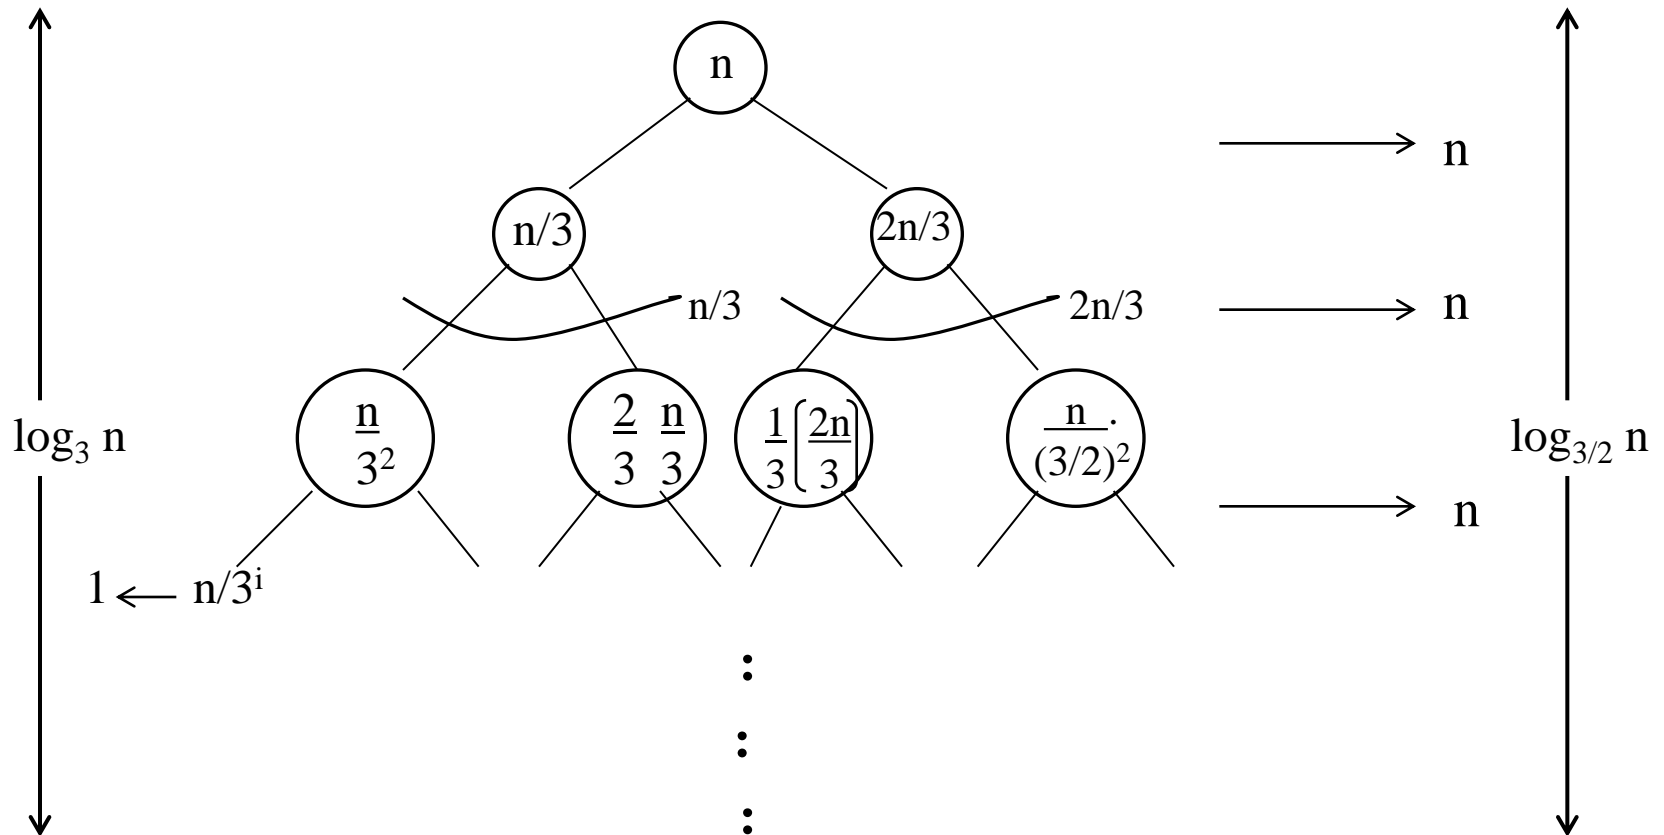 n
n
n/3
2n/3
n/3
2n/3
n
log₃ n
n
3²
2 n
3 3
1 (2n)
3 3
n .
(3/2)²
log₃/₂ n
n
1 ← n/3ⁱ
:
:
: